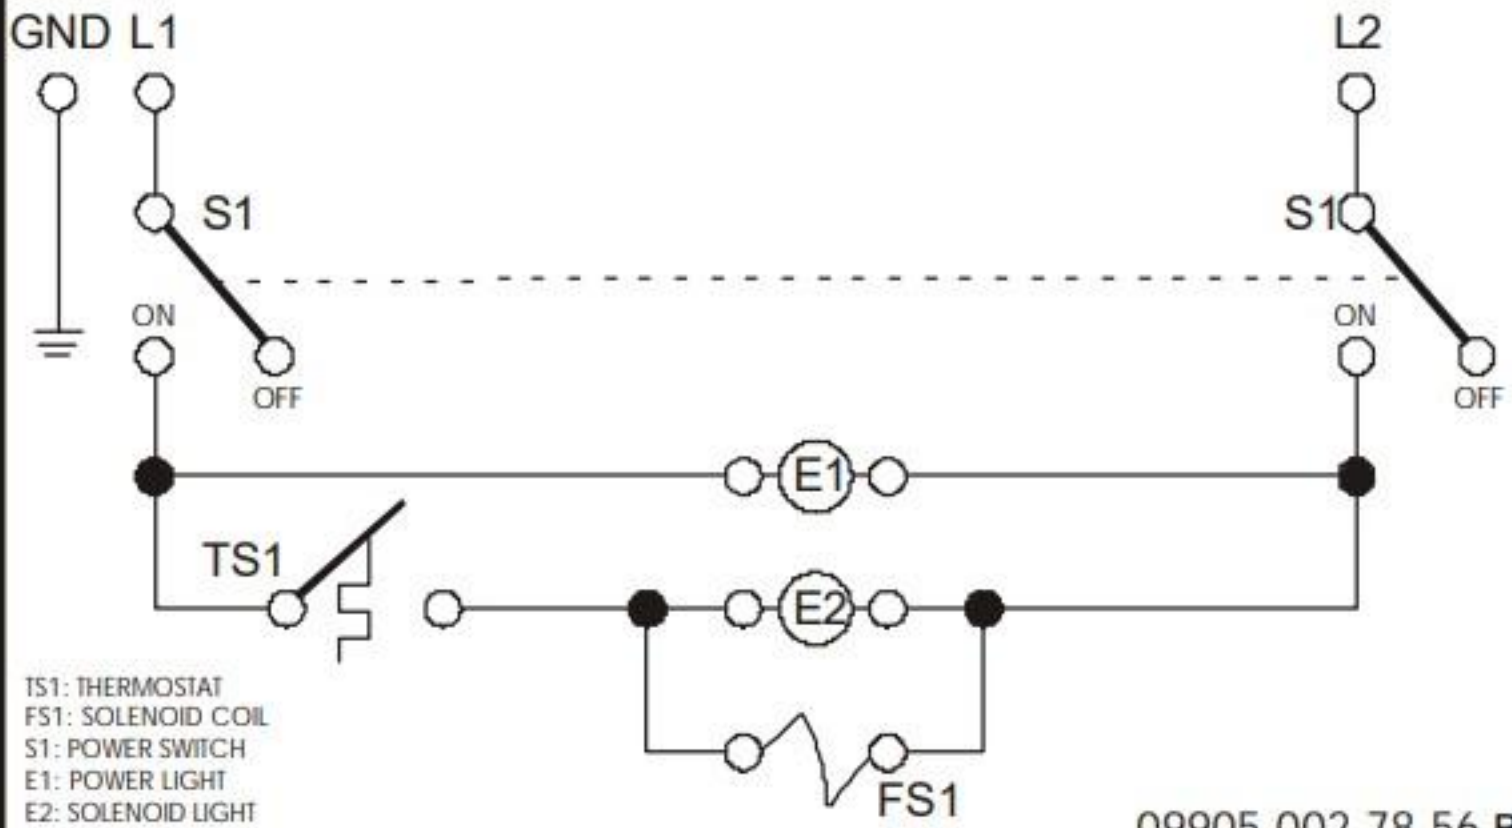 GND L1 L2
S1 S1
ON ON
OFF OFF
E1
TS1
E2
TS1: THERMOSTAT
FS1: SOLENOID COIL
S1: POWER SWITCH
FS1
E1: POWER LIGHT
E2: SOLENOID LIGHT